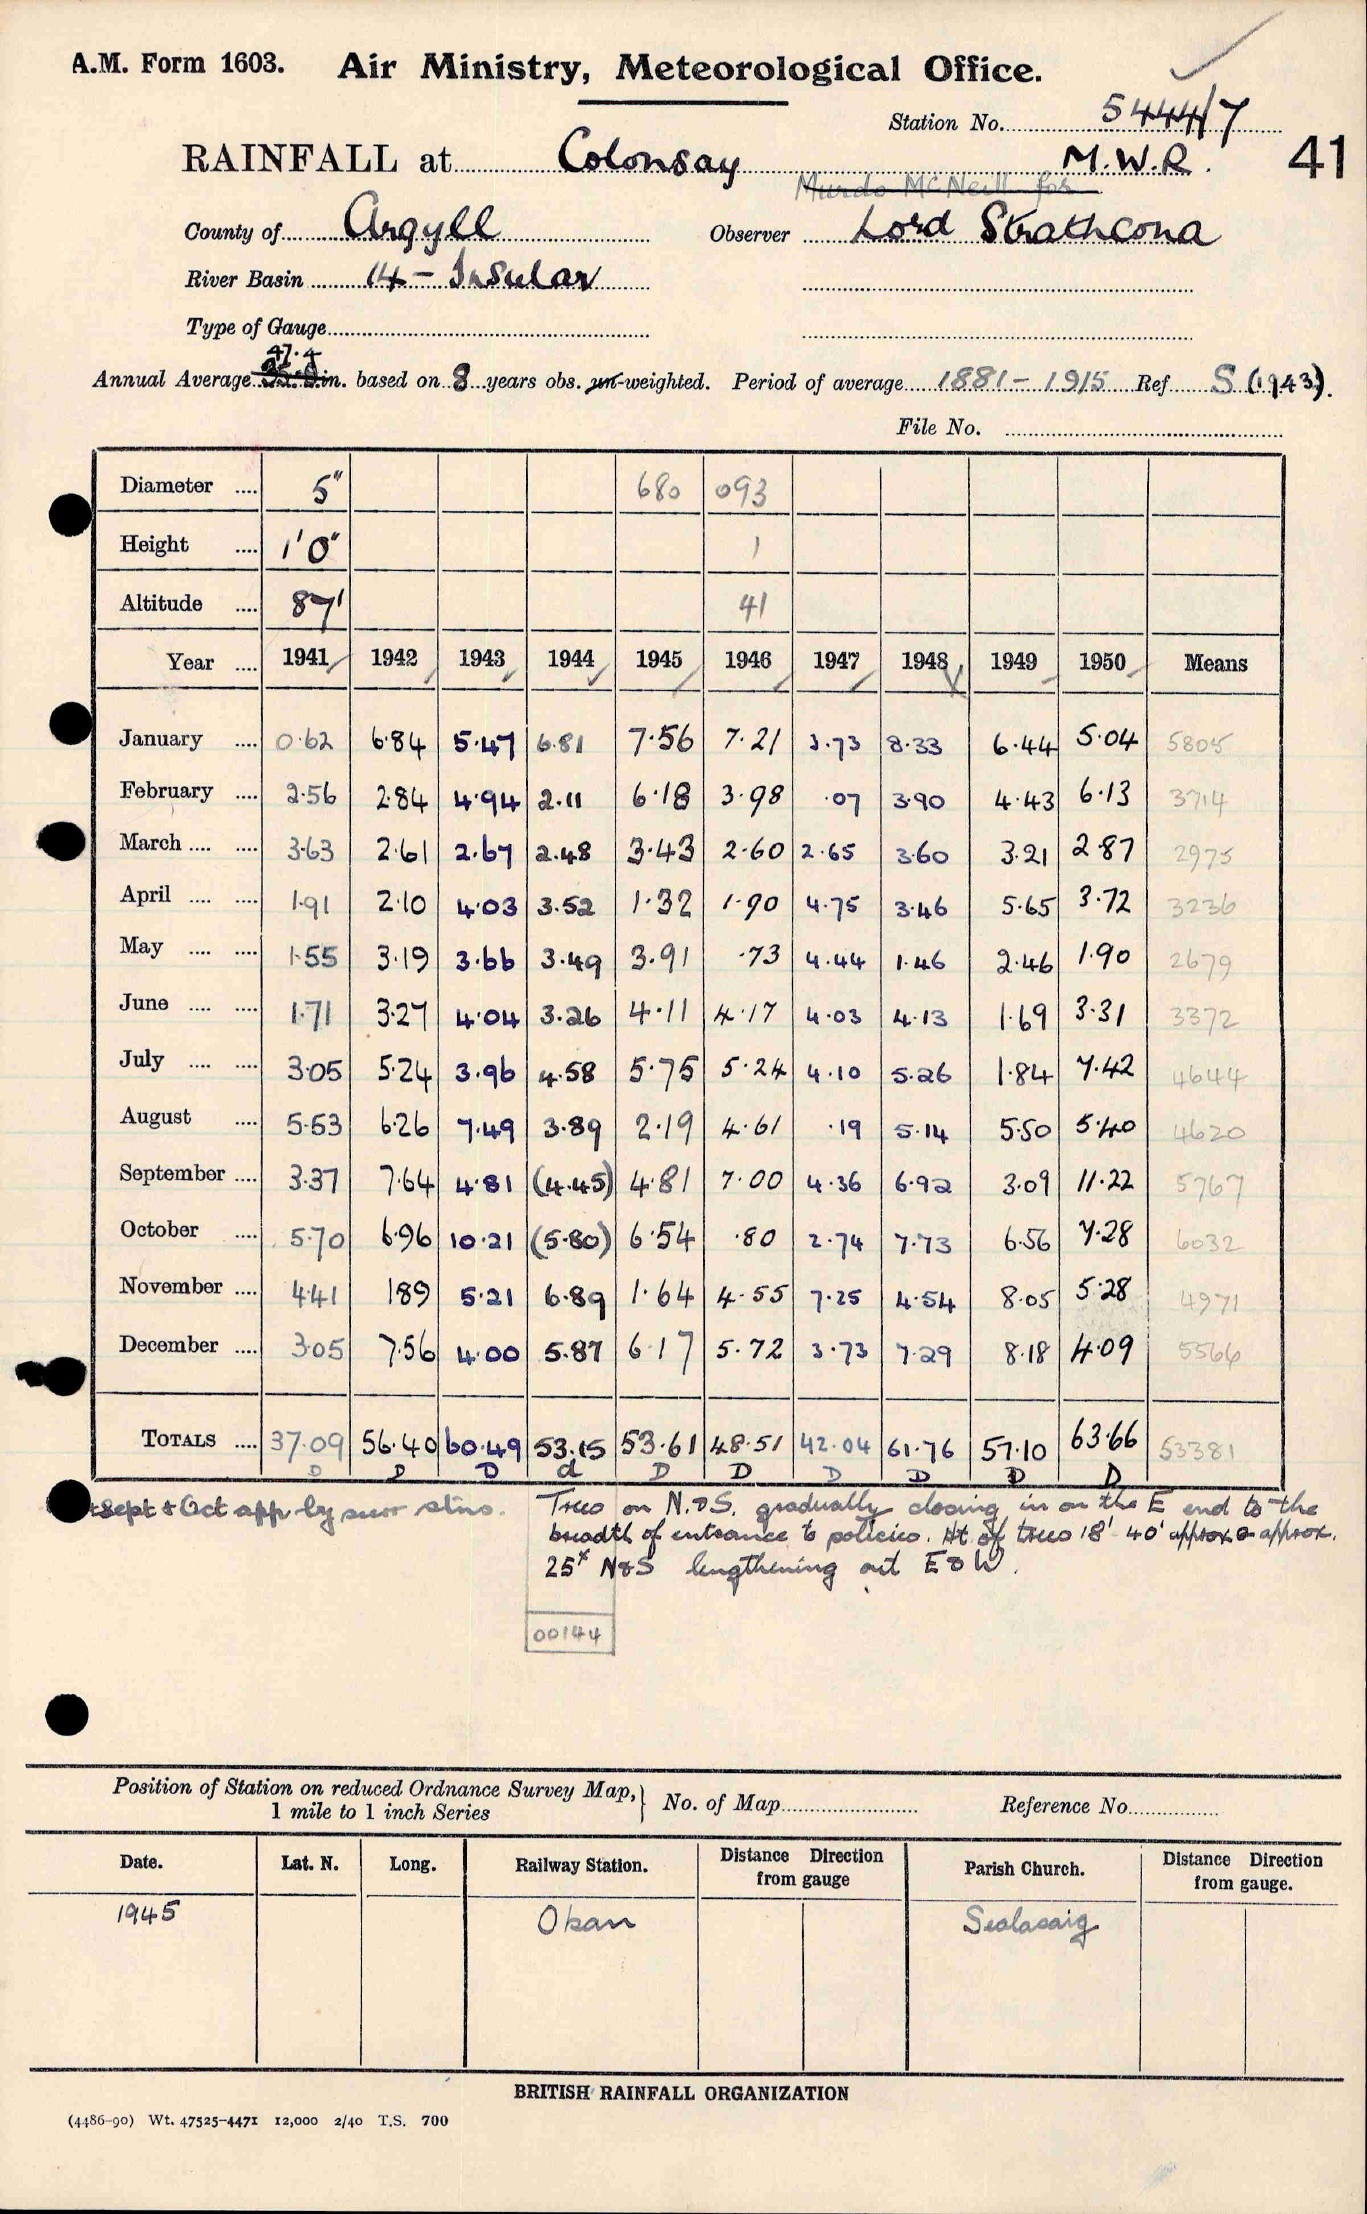 A.M. Form 1603. Air Ministry, Meteorological Office.
Station No. 5444/7
RAINFALL at Colonsay M.W.R. 41
Murdo McNeill for
County of Argyll Observer Lord Strathcona
River Basin 14 - Insular
Type of Gauge
47.4
Annual Average in. based on 8 years obs. un-weighted. Period of average 1881 - 1915 Ref S (1943).
File No.
Diameter .... 5" 680 093
Height .... 1'0" 1
Altitude .... 87' 41
Year .... 1941 1942 1943 1944 1945 1946 1947 1948 1949 1950 Means
January .... 0.62 6.84 5.47 6.81 7.56 7.21 3.73 8.33 6.44 5.04 5805
February .... 2.56 2.84 4.94 2.11 6.18 3.98 .07 3.90 4.43 6.13 3714
March .... .... 3.63 2.61 2.67 2.48 3.43 2.60 2.65 3.60 3.21 2.87 2975
April .... .... 1.91 2.10 4.03 3.52 1.32 1.90 4.75 3.46 5.65 3.72 3236
May .... .... 1.55 3.19 3.66 3.49 3.91 .73 4.44 1.46 2.46 1.90 2679
June .... .... 1.71 3.27 4.04 3.26 4.11 4.17 4.03 4.13 1.69 3.31 3372
July .... .... 3.05 5.24 3.96 4.58 5.75 5.24 4.10 5.26 1.84 7.42 4644
August .... 5.53 6.26 7.49 3.89 2.19 4.61 .19 5.14 5.50 5.40 4620
September .... 3.37 7.64 4.81 (4.45) 4.81 7.00 4.36 6.92 3.09 11.22 5767
October .... 5.70 6.96 10.21 (5.80) 6.54 .80 2.74 7.73 6.56 7.28 6032
November .... 4.41 1.89 5.21 6.89 1.64 4.55 7.25 4.54 8.05 5.28 4971
December .... 3.05 7.56 4.00 5.87 6.17 5.72 3.73 7.29 8.18 4.09 5566
TOTALS .... 37.09 56.40 60.49 53.15 53.61 48.51 42.04 61.76 57.10 63.66 53381
D D D d D D D D D D
Sept & Oct app by surr stns. Trees on N. & S. gradually closing in on the E end to the
breadth of entrance to policies. Ht of trees 18' 40' approx approx.
25x N & S lengthening out E & W.
00144
Position of Station on reduced Ordnance Survey Map, } No. of Map Reference No.
1 mile to 1 inch Series
Date. Lat. N. Long. Railway Station. Distance Direction from gauge Parish Church. Distance Direction from gauge.
1945 Oban Scalasaig
BRITISH RAINFALL ORGANIZATION
(4486-90) Wt. 47525-4471 12,000 2/40 T.S. 700